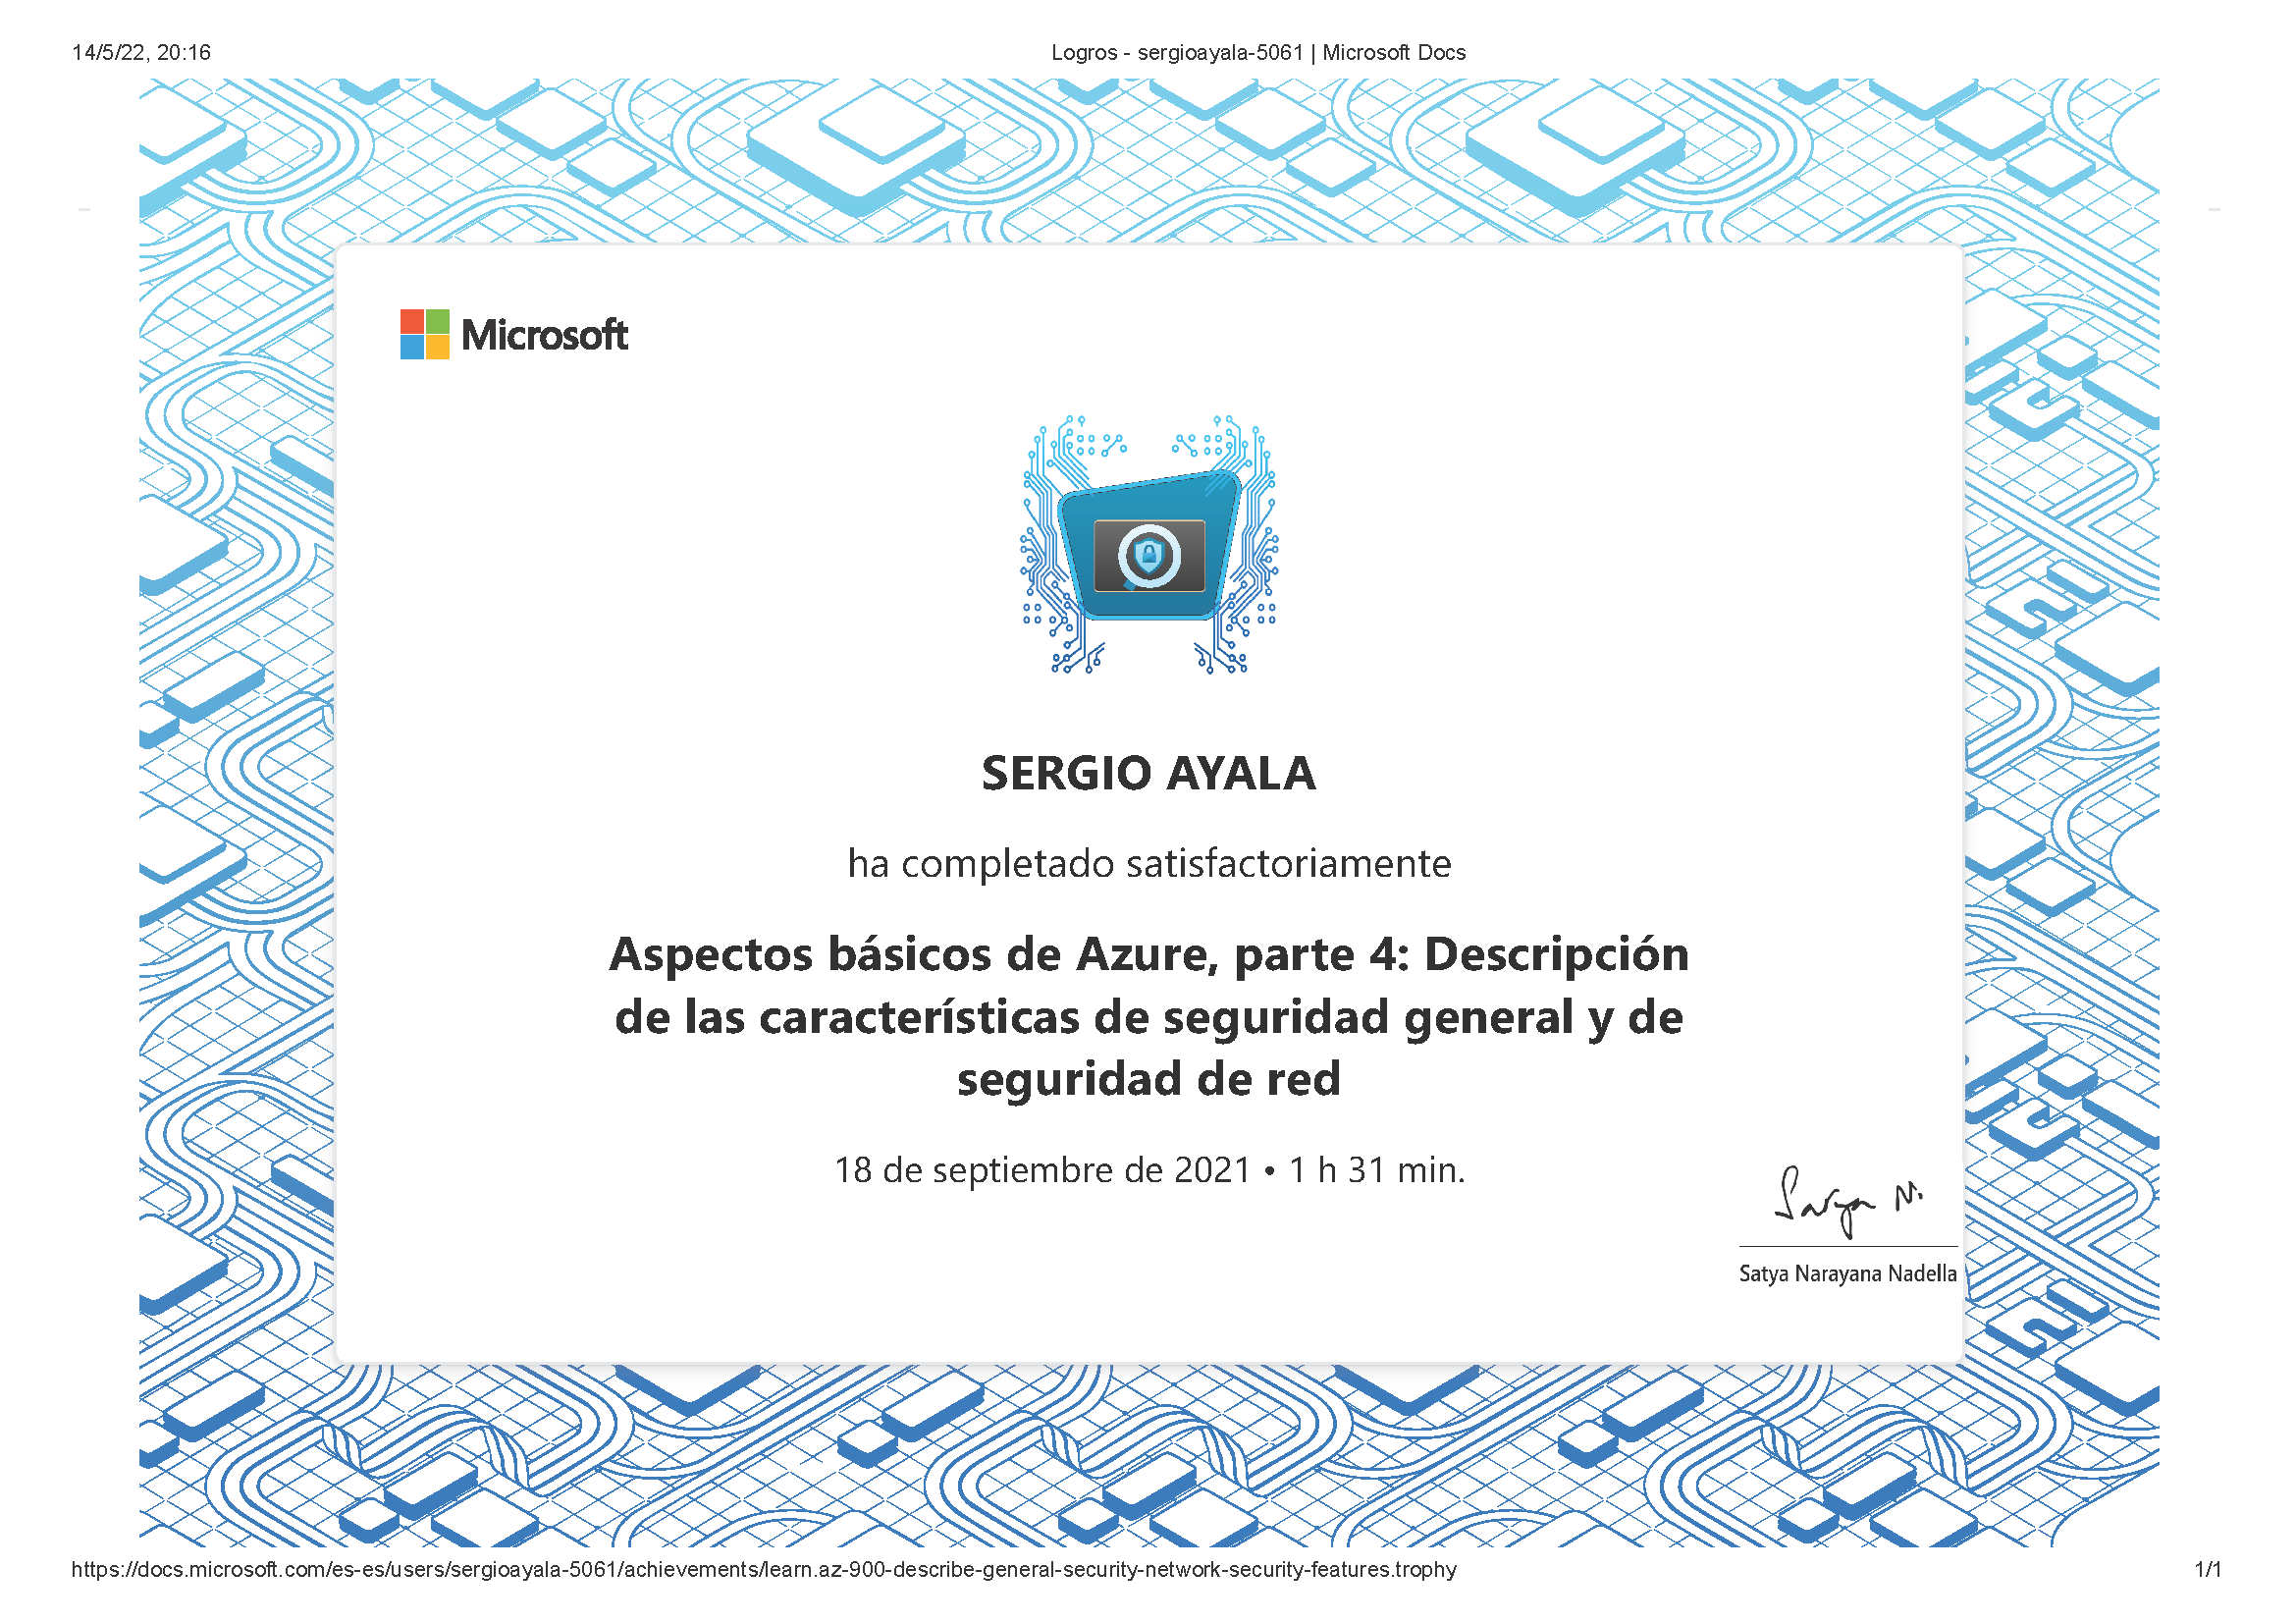 14/5/22, 20:16
Logros - sergioayala-5061 | Microsoft Docs
Microsoft
SERGIO AYALA
ha completado satisfactoriamente
Aspectos básicos de Azure, parte 4: Descripción
de las características de seguridad general y de
seguridad de red
18 de septiembre de 2021 • 1 h 31 min.
Satya N.
Satya Narayana Nadella
https://docs.microsoft.com/es-es/users/sergioayala-5061/achievements/learn.az-900-describe-general-security-network-security-features.trophy
1/1